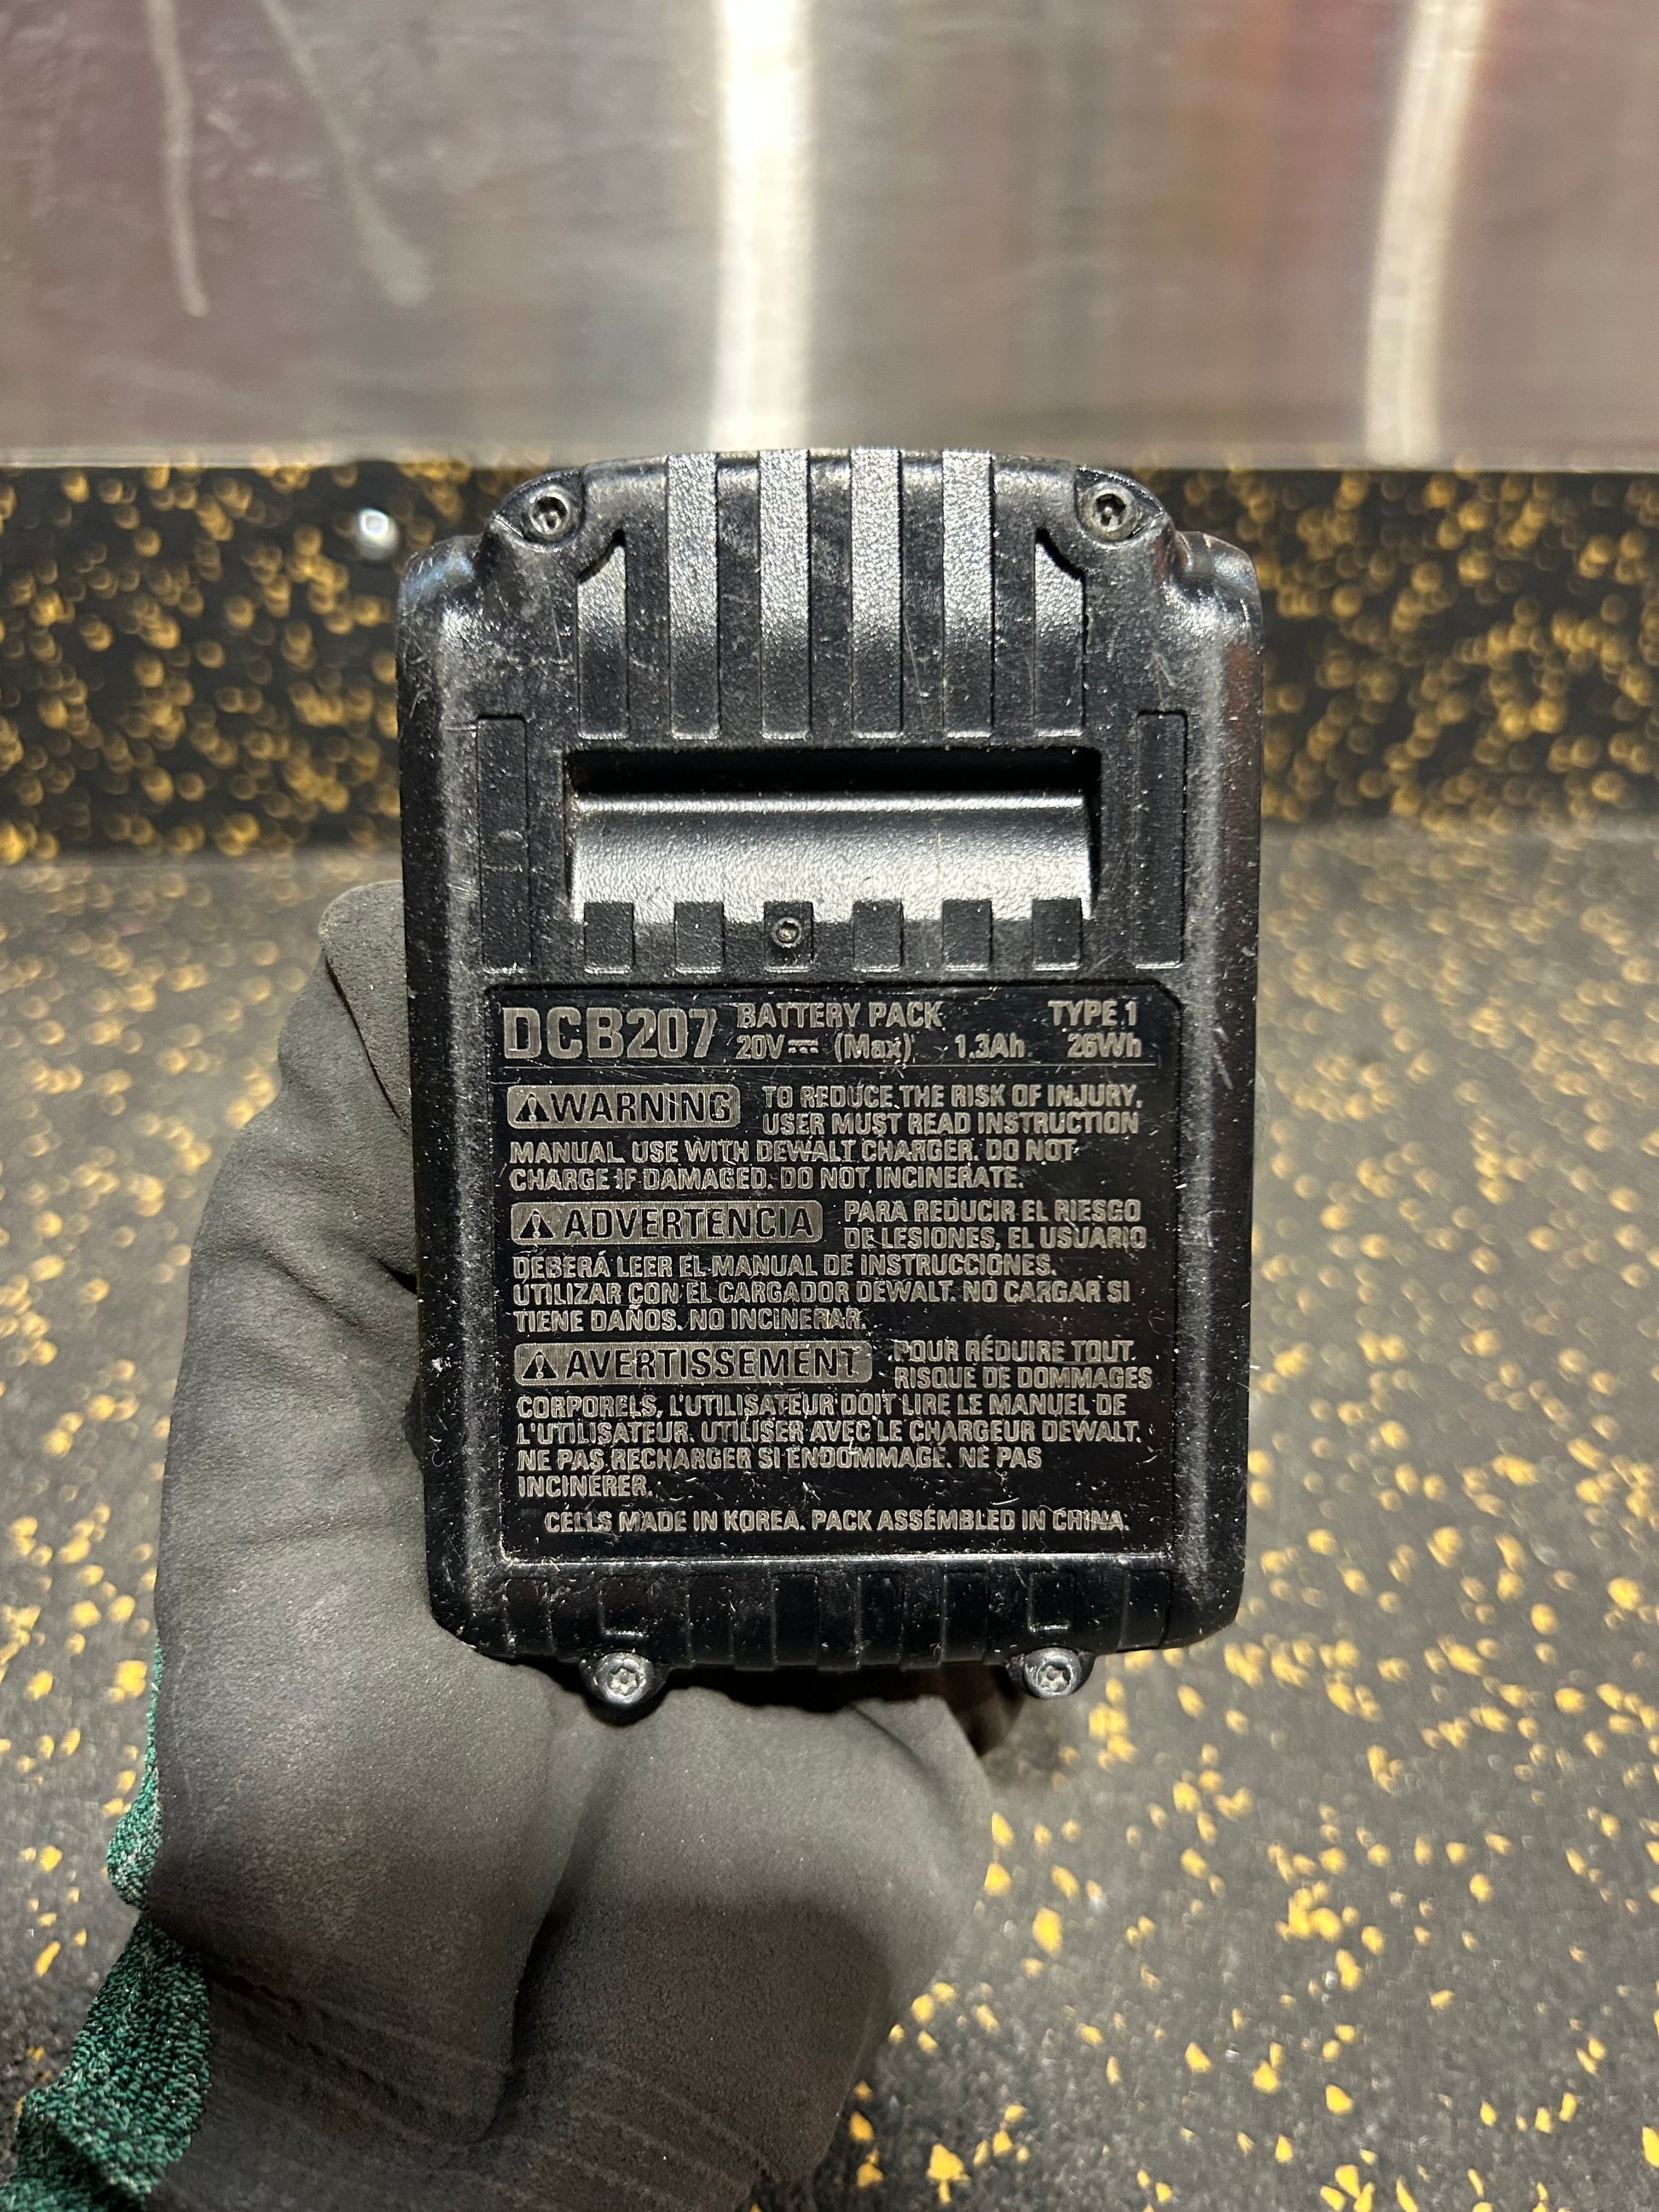 DCB207 BATTERY PACK TYPE 1
20V⎓ (Max) 1.3Ah 26Wh
⚠WARNING TO REDUCE THE RISK OF INJURY,
USER MUST READ INSTRUCTION
MANUAL. USE WITH DEWALT CHARGER. DO NOT
CHARGE IF DAMAGED. DO NOT INCINERATE.
⚠ADVERTENCIA PARA REDUCIR EL RIESGO
DE LESIONES, EL USUARIO
DEBERÁ LEER EL MANUAL DE INSTRUCCIONES.
UTILIZAR CON EL CARGADOR DEWALT. NO CARGAR SI
TIENE DAÑOS. NO INCINERAR.
⚠AVERTISSEMENT POUR RÉDUIRE TOUT
RISQUE DE DOMMAGES
CORPORELS, L'UTILISATEUR DOIT LIRE LE MANUEL DE
L'UTILISATEUR. UTILISER AVEC LE CHARGEUR DEWALT.
NE PAS RECHARGER SI ENDOMMAGÉ. NE PAS
INCINÉRER.
CELLS MADE IN KOREA. PACK ASSEMBLED IN CHINA.